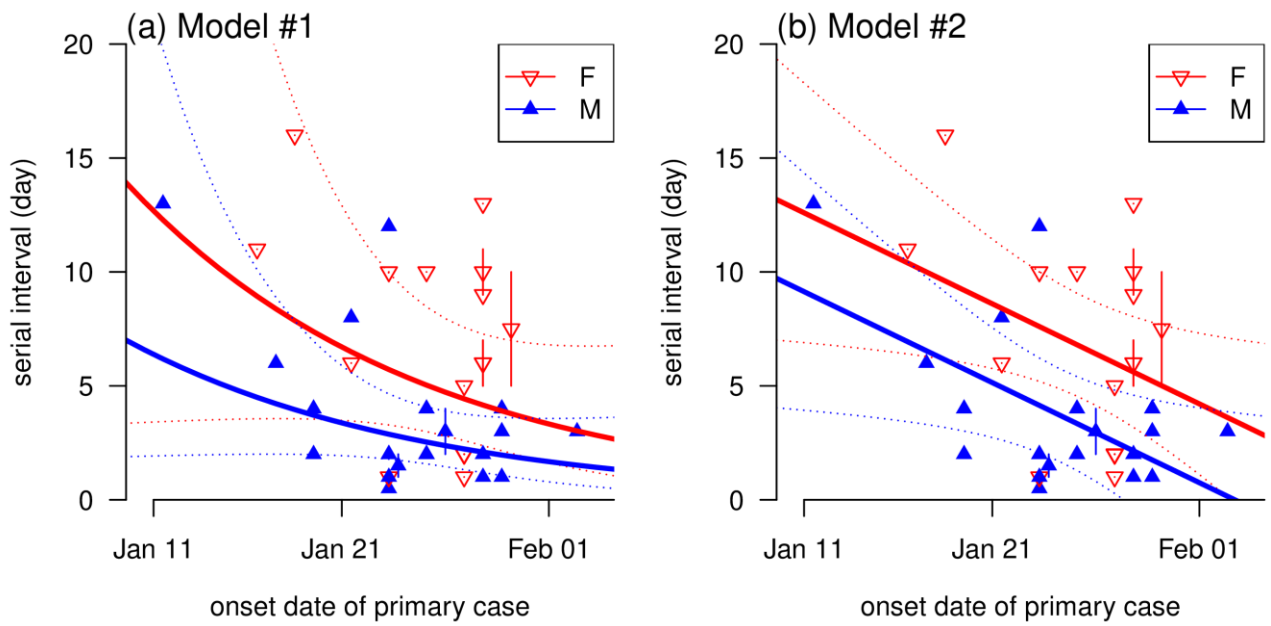 (a) Model #1
20
15
10
5
0
serial interval (day)
F
M
Jan 11
Jan 21
Feb 01
onset date of primary case
(b) Model #2
20
15
10
5
0
serial interval (day)
F
M
Jan 11
Jan 21
Feb 01
onset date of primary case